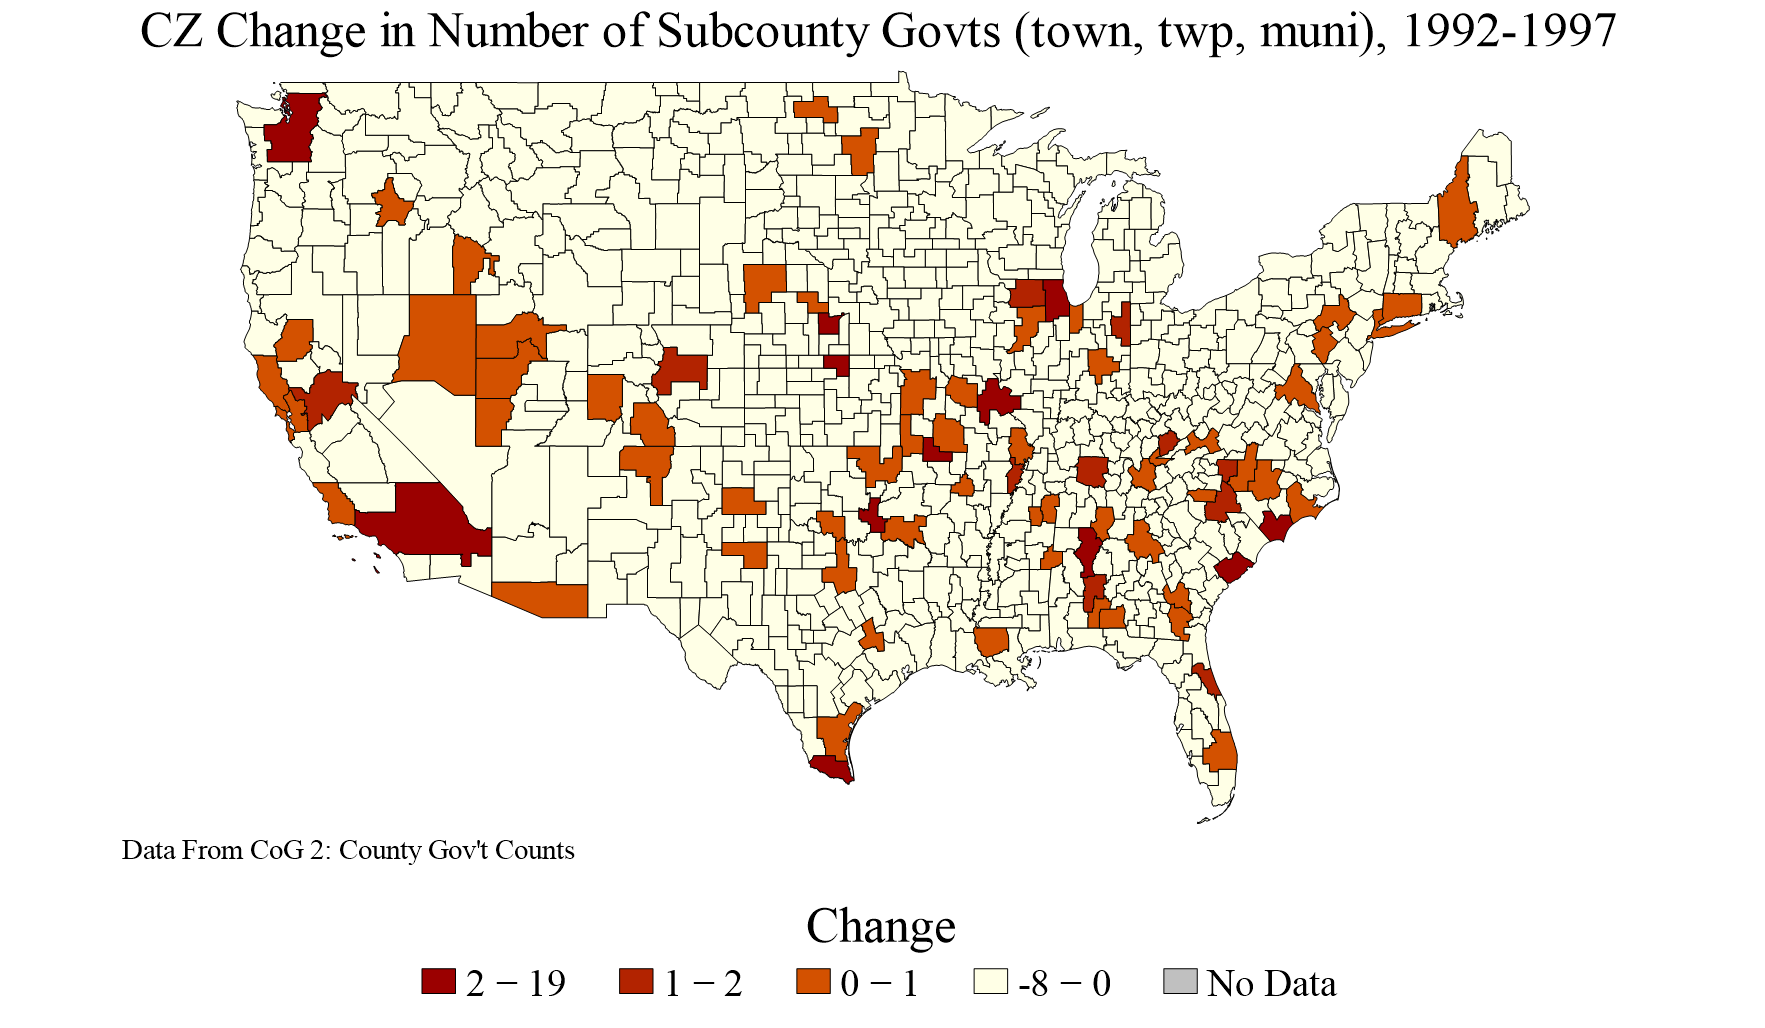 CZ Change in Number of Subcounty Govts (town, twp, muni), 1992-1997
Data From CoG 2: County Gov't Counts
Change
2 − 19
1 − 2
0 − 1
-8 − 0
No Data